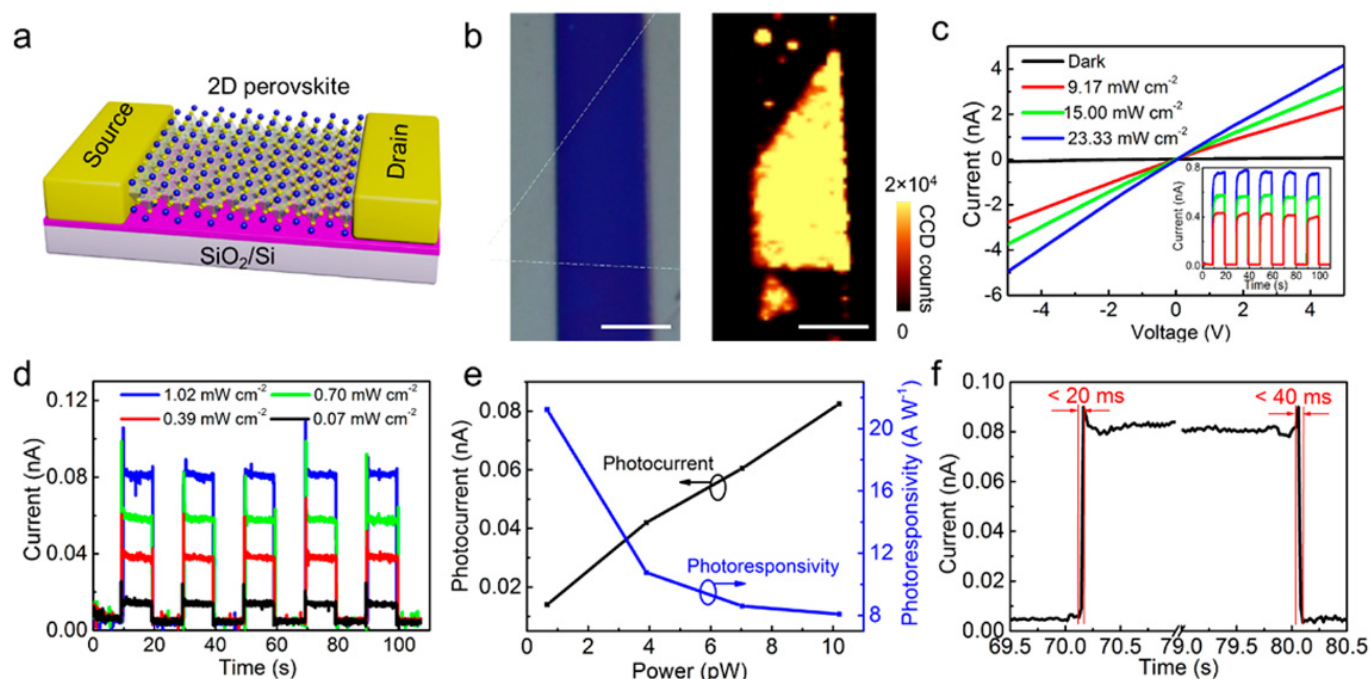 a
2D perovskite
Source
Drain
SiO2/Si
b
2×10⁴
CCD counts
0
c
Dark
9.17 mW cm⁻²
15.00 mW cm⁻²
23.33 mW cm⁻²
Current (nA)
4
2
0
-2
-4
-6
-4 -2 0 2 4
Voltage (V)
Current (nA)
0.8
0.4
0.0
0 20 40 60 80 100
Time (s)
d
1.02 mW cm⁻² 0.70 mW cm⁻²
0.39 mW cm⁻² 0.07 mW cm⁻²
Current (nA)
0.12
0.08
0.04
0.00
0 20 40 60 80 100
Time (s)
e
Photocurrent (nA)
0.08
0.06
0.04
0.02
Photocurrent
Photoresponsivity
0 2 4 6 8 10
Power (pW)
20
16
12
8
Photoresponsivity (A W⁻¹)
f
< 20 ms
< 40 ms
Current (nA)
0.10
0.08
0.06
0.04
0.02
0.00
69.5 70.0 70.5 79.0 79.5 80.0 80.5
Time (s)